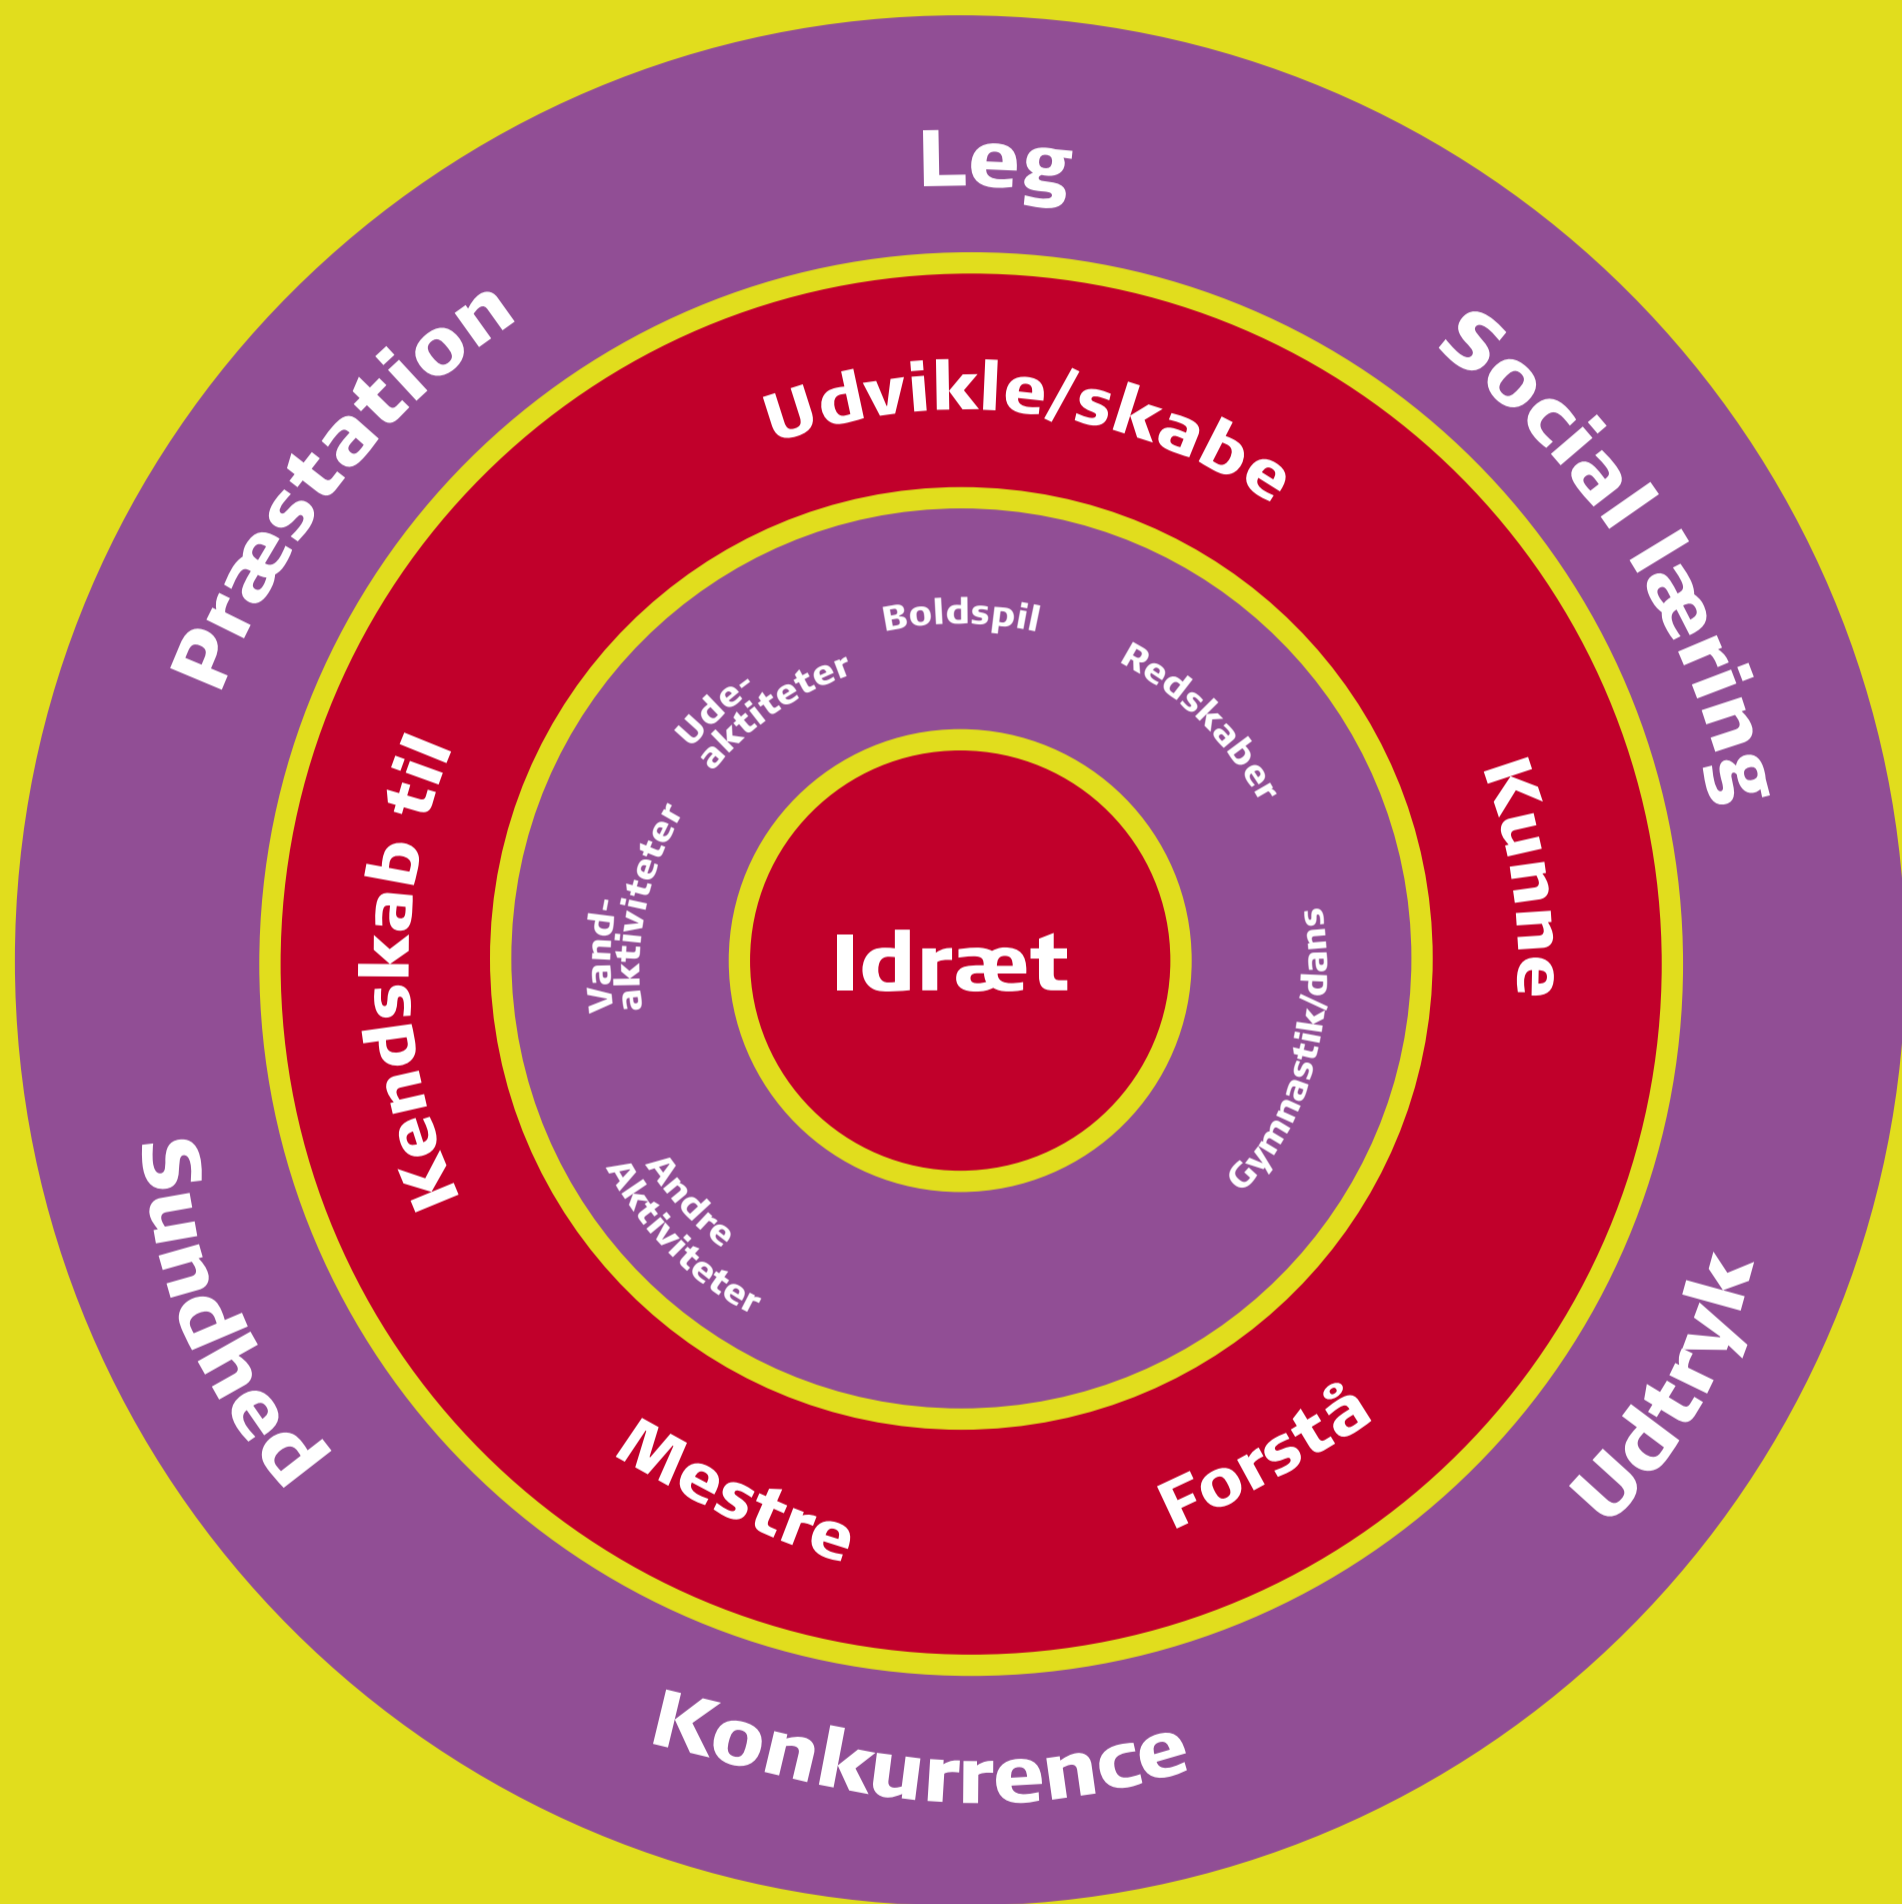 Leg
Social læring
Udtryk
Konkurrence
Sundhed
Præstation
Udvikle/skabe
Kunne
Forstå
Mestre
Kendskab til
Boldspil
Redskaber
Gymnastik/dans
Andre
Aktiviteter
Vand-
aktiviteter
Ude-
aktiteter
Idræt